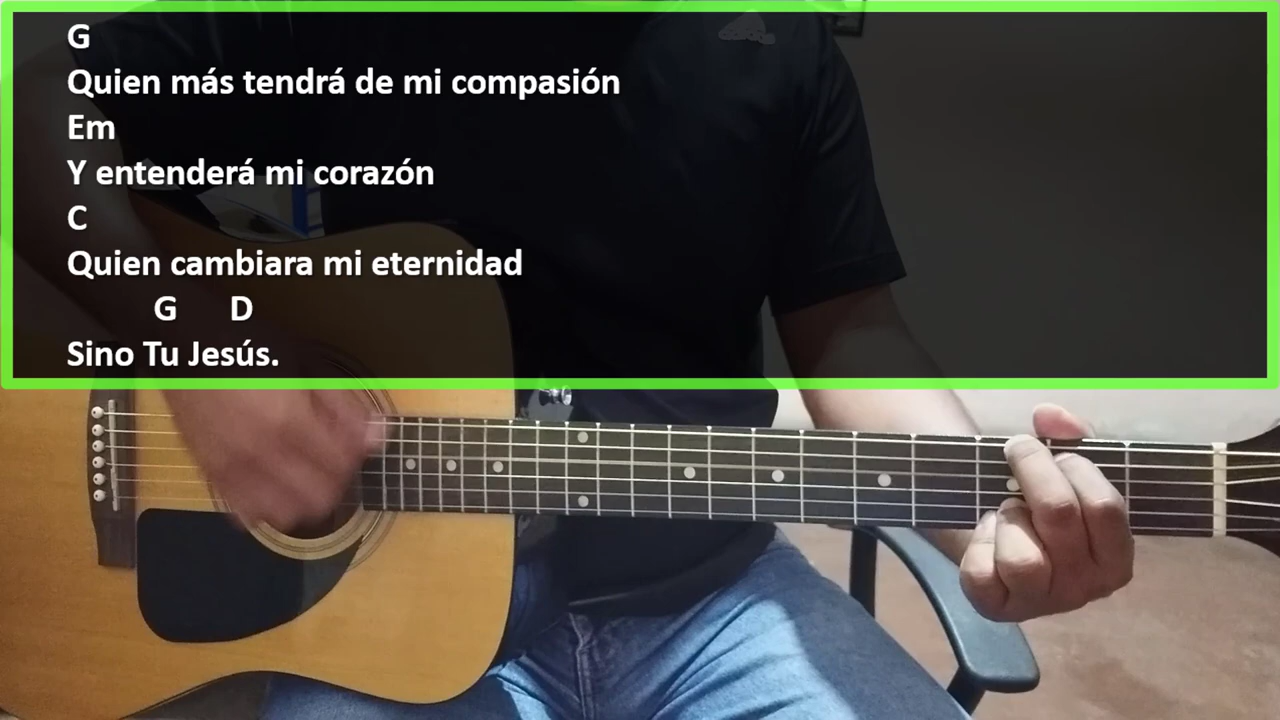 G
Quien más tendrá de mi compasión
Em
Y entenderá mi corazón
C
Quien cambiara mi eternidad
G D
Sino Tu Jesús.